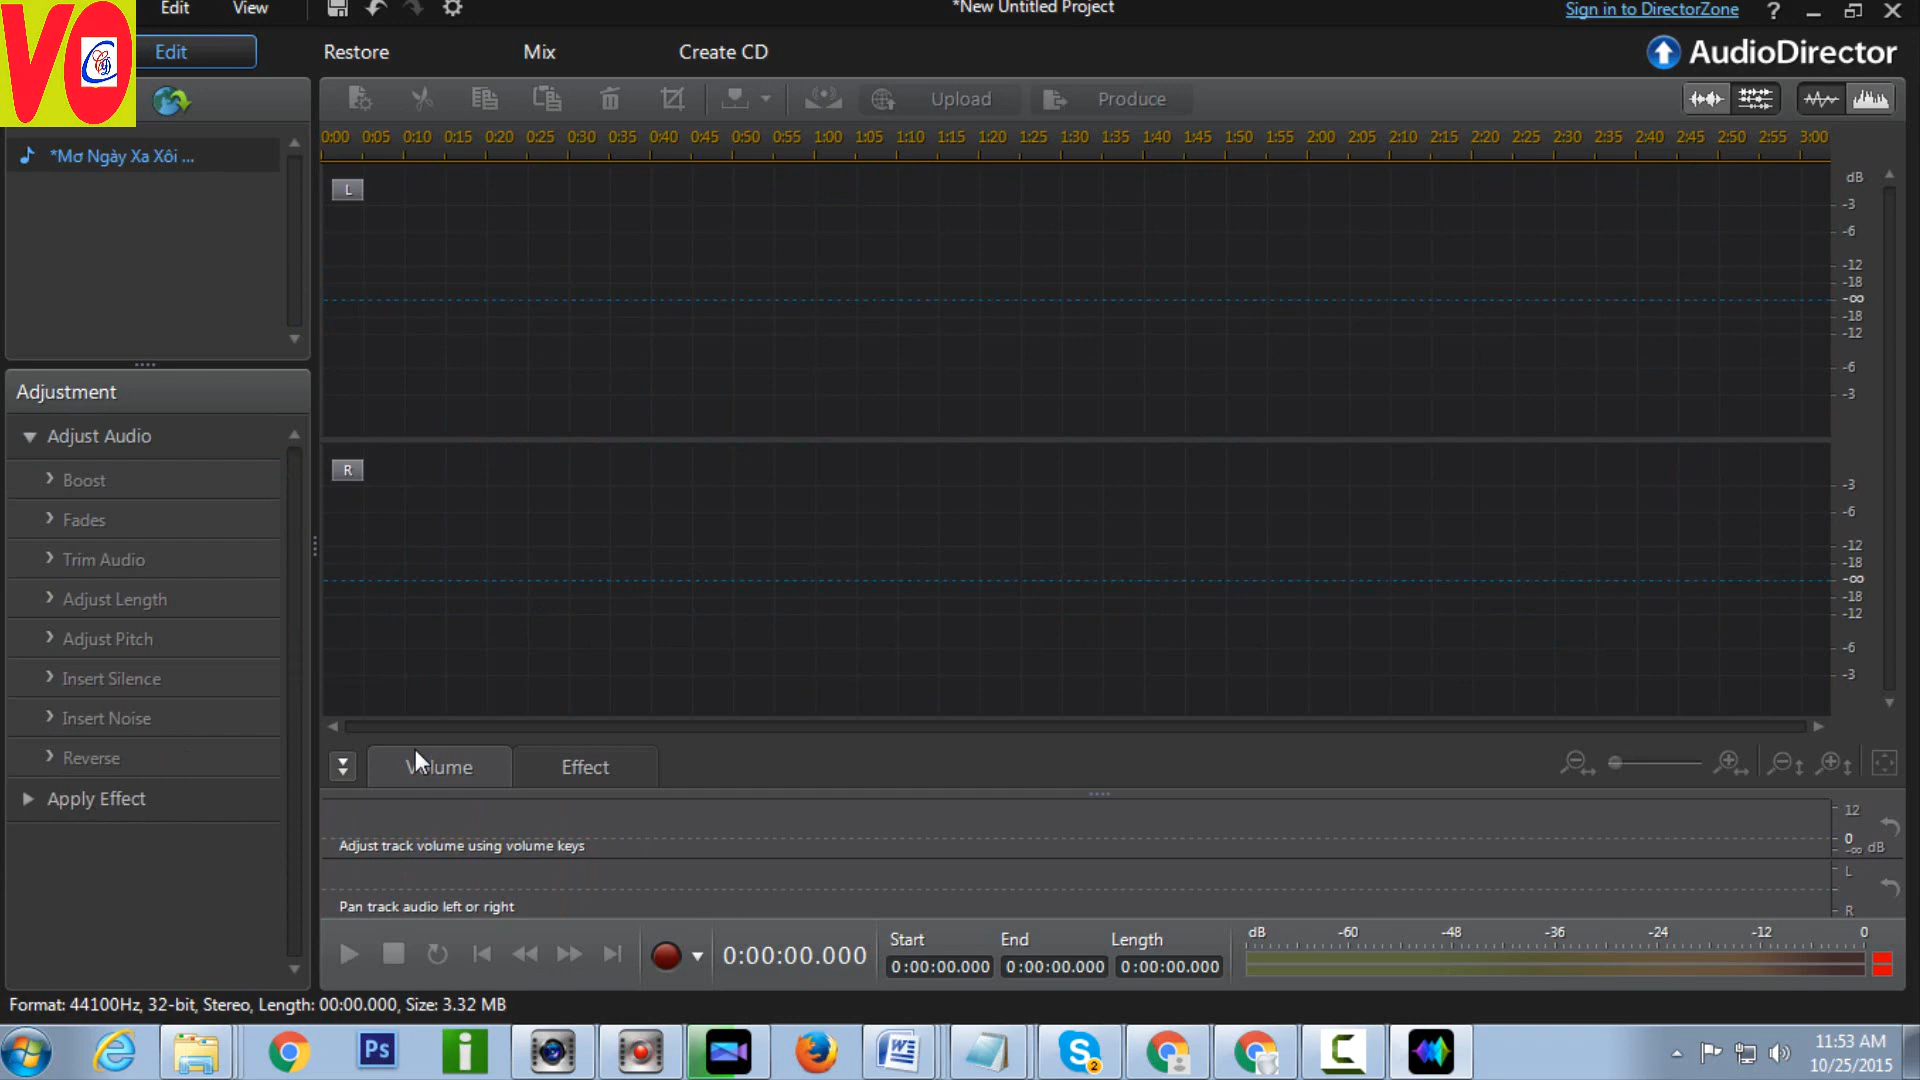 Edit View *New Untitled Project Sign in to DirectorZone ?
VO Edit Restore Mix Create CD AudioDirector
Upload Produce
0:00 0:05 0:10 0:15 0:20 0:25 0:30 0:35 0:40 0:45 0:50 0:55 1:00 1:05 1:10 1:15 1:20 1:25 1:30 1:35 1:40 1:45 1:50 1:55 2:00 2:05 2:10 2:15 2:20 2:25 2:30 2:35 2:40 2:45 2:50 2:55 3:00
*Mơ Ngày Xa Xôi ...
L
dB
-3
-6
-12
-18
-∞
-18
-12
-6
-3
R
-3
-6
-12
-18
-∞
-18
-12
-6
-3
Adjustment
Adjust Audio
Boost
Fades
Trim Audio
Adjust Length
Adjust Pitch
Insert Silence
Insert Noise
Reverse
Apply Effect
Volume Effect
12
0
-∞ dB
Adjust track volume using volume keys
L
R
Pan track audio left or right
0:00:00.000
Start End Length
0:00:00.000 0:00:00.000 0:00:00.000
dB -60 -48 -36 -24 -12 0
Format: 44100Hz, 32-bit, Stereo, Length: 00:00.000, Size: 3.32 MB
Ps
2
11:53 AM
10/25/2015